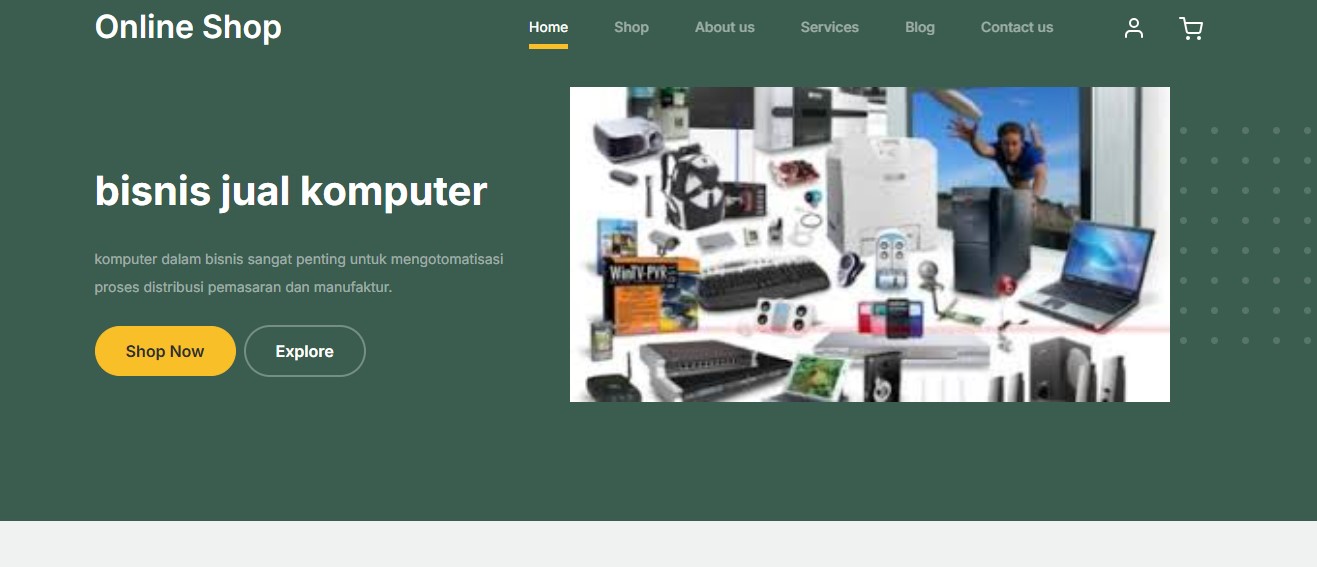 Online Shop
Home Shop About us Services Blog Contact us
bisnis jual komputer
komputer dalam bisnis sangat penting untuk mengotomatisasi
proses distribusi pemasaran dan manufaktur.
Shop Now Explore
WinTV-PVR